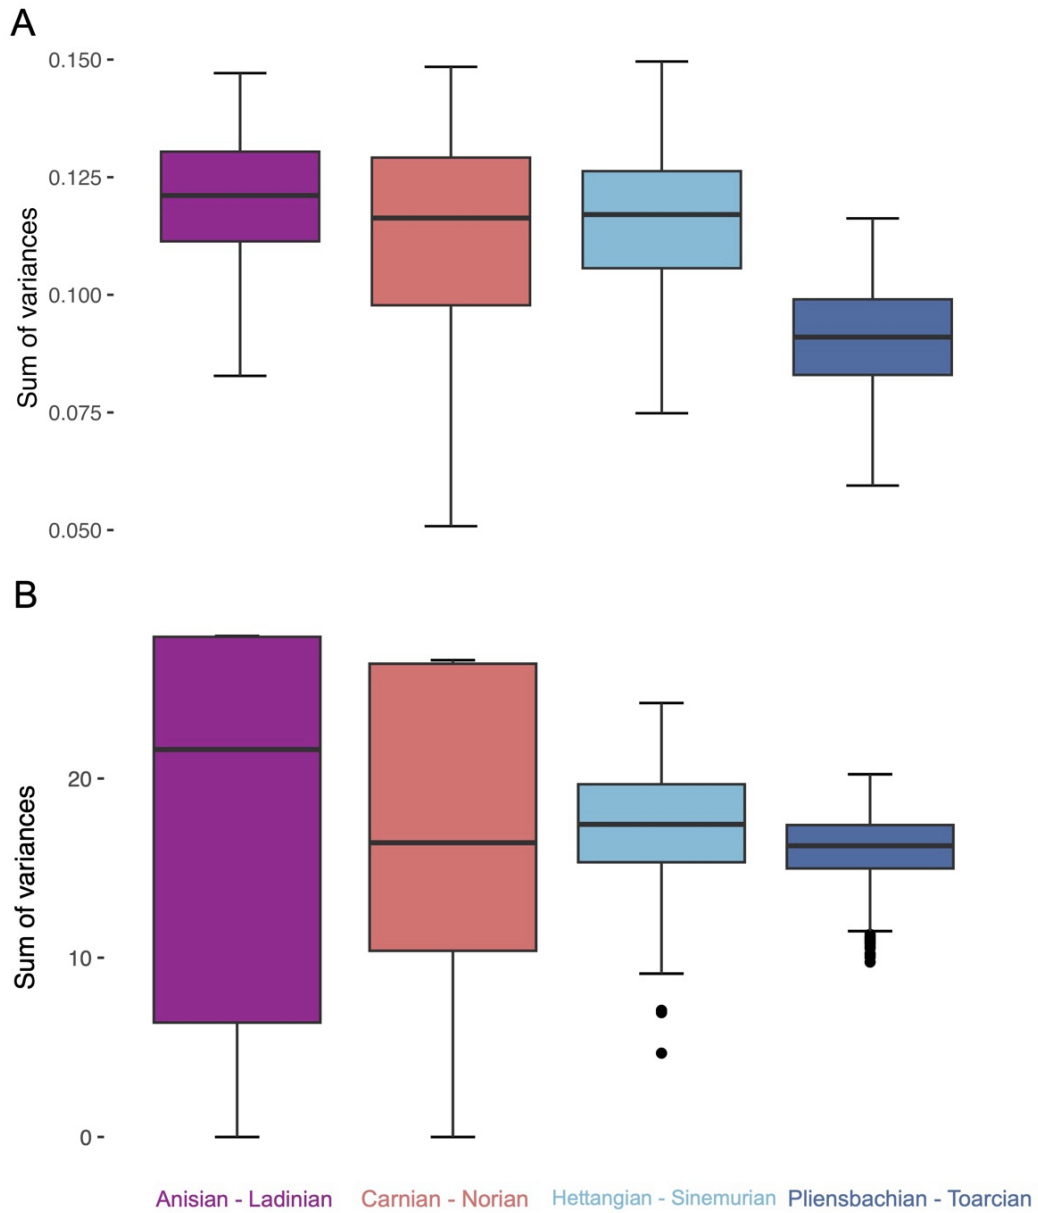 A
0.150
0.125
0.100
0.075
0.050
Sum of variances
B
20
10
0
Sum of variances
Anisian - Ladinian Carnian - Norian Hettangian - Sinemurian Pliensbachian - Toarcian